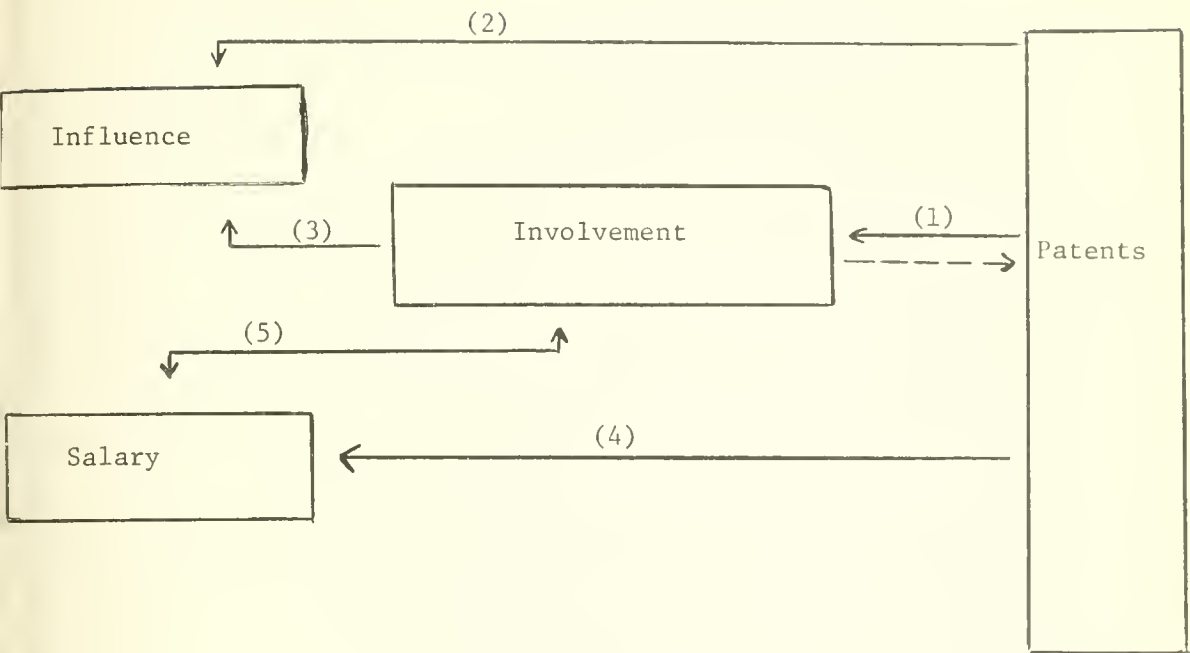 (2)
Influence
(1)
(3)
Involvement
Patents
(5)
(4)
Salary